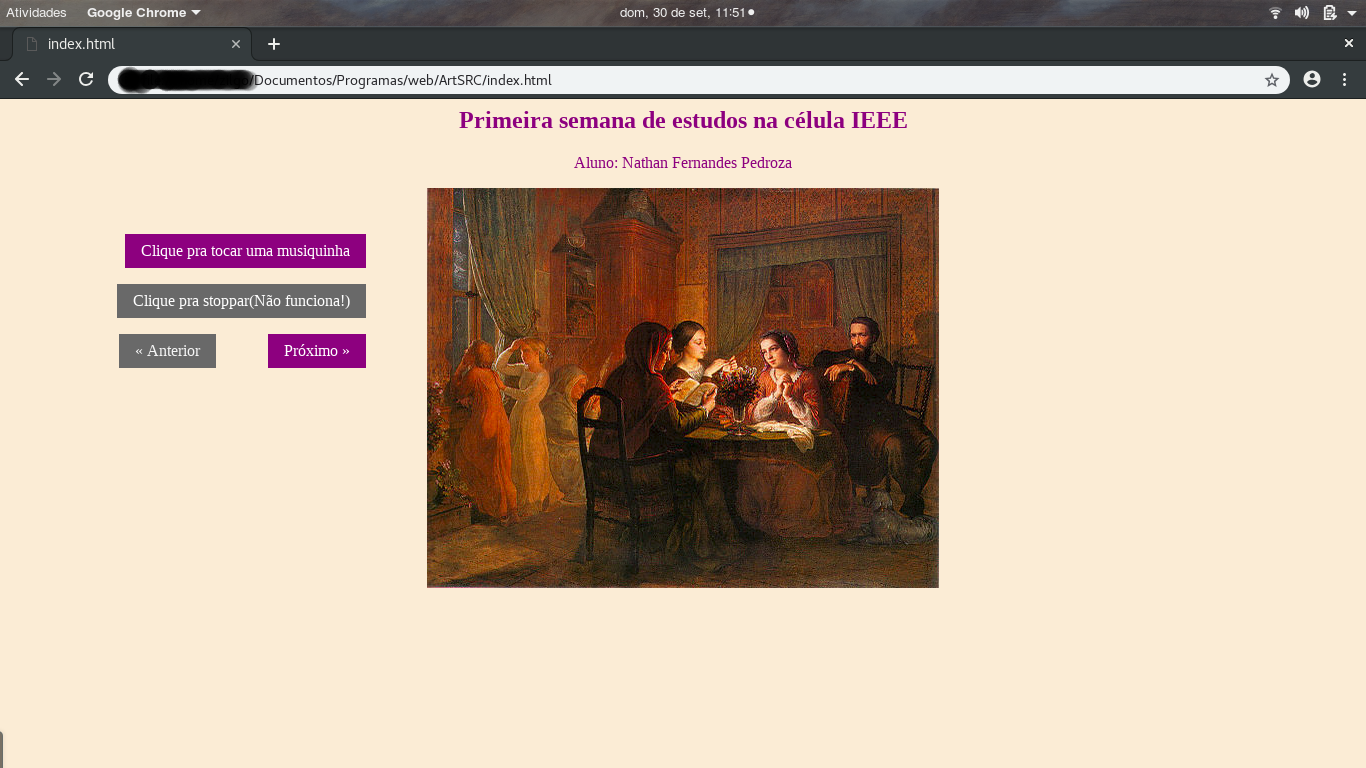 Atividades Google Chrome dom, 30 de set, 11:51
index.html
/Documentos/Programas/web/ArtSRC/index.html
Primeira semana de estudos na célula IEEE
Aluno: Nathan Fernandes Pedroza
Clique pra tocar uma musiquinha
Clique pra stoppar(Não funciona!)
« Anterior Próximo »